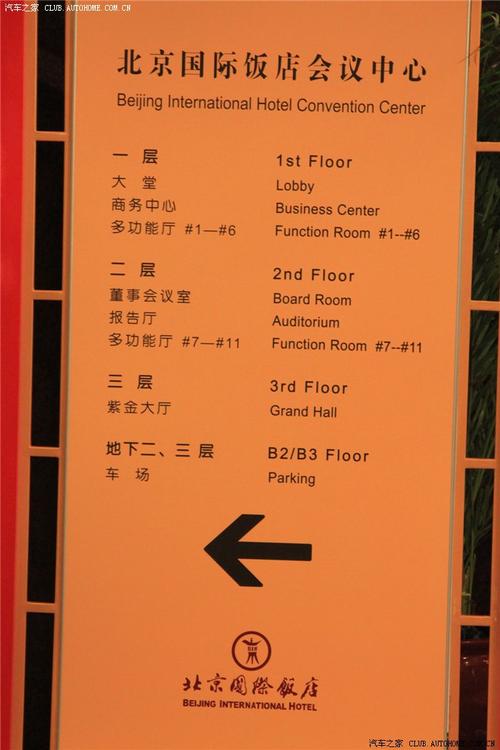 汽车之家 CLUB.AUTOHOME.COM.CN
北京国际饭店会议中心
Beijing International Hotel Convention Center
一 层 1st Floor
大 堂 Lobby
商务中心 Business Center
多功能厅 #1—#6 Function Room #1--#6
二 层 2nd Floor
董事会议室 Board Room
报告厅 Auditorium
多功能厅 #7—#11 Function Room #7--#11
三 层 3rd Floor
紫金大厅 Grand Hall
地下二、三 层 B2/B3 Floor
车 场 Parking
北京國際飯店
BEIJING INTERNATIONAL HOTEL
汽车之家 CLUB.AUTOHOME.COM.CN